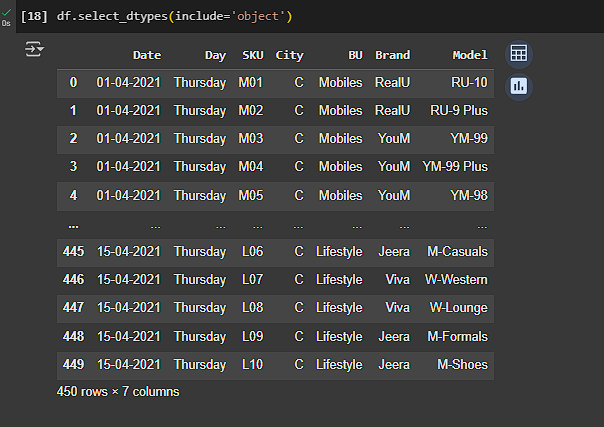 [18] df.select_dtypes(include='object')
0s
Date Day SKU City BU Brand Model
0 01-04-2021 Thursday M01 C Mobiles RealU RU-10
1 01-04-2021 Thursday M02 C Mobiles RealU RU-9 Plus
2 01-04-2021 Thursday M03 C Mobiles YouM YM-99
3 01-04-2021 Thursday M04 C Mobiles YouM YM-99 Plus
4 01-04-2021 Thursday M05 C Mobiles YouM YM-98
... ... ... ... ... ... ... ...
445 15-04-2021 Thursday L06 C Lifestyle Jeera M-Casuals
446 15-04-2021 Thursday L07 C Lifestyle Viva W-Western
447 15-04-2021 Thursday L08 C Lifestyle Viva W-Lounge
448 15-04-2021 Thursday L09 C Lifestyle Jeera M-Formals
449 15-04-2021 Thursday L10 C Lifestyle Jeera M-Shoes
450 rows × 7 columns